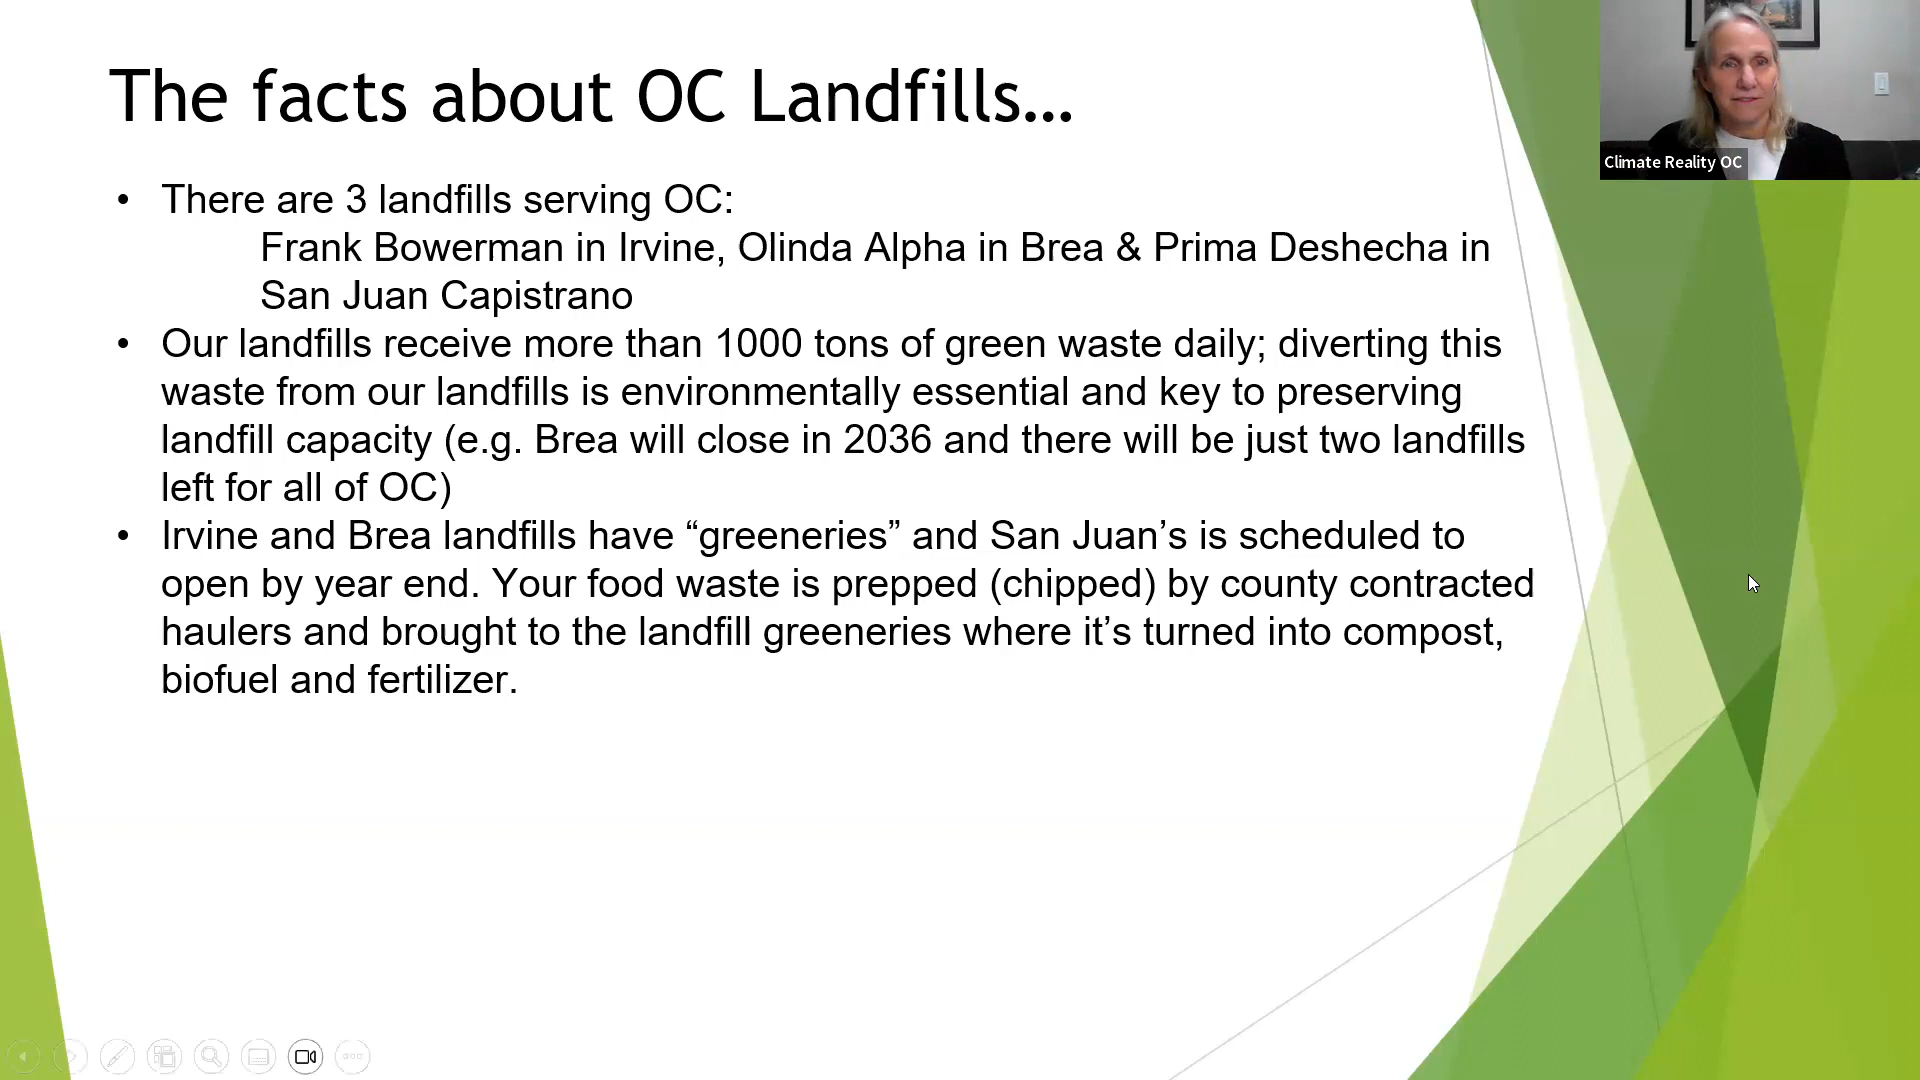 The facts about OC Landfills…
Climate Reality OC
• There are 3 landfills serving OC:
Frank Bowerman in Irvine, Olinda Alpha in Brea & Prima Deshecha in
San Juan Capistrano
• Our landfills receive more than 1000 tons of green waste daily; diverting this
waste from our landfills is environmentally essential and key to preserving
landfill capacity (e.g. Brea will close in 2036 and there will be just two landfills
left for all of OC)
• Irvine and Brea landfills have “greeneries” and San Juan’s is scheduled to
open by year end. Your food waste is prepped (chipped) by county contracted
haulers and brought to the landfill greeneries where it’s turned into compost,
biofuel and fertilizer.